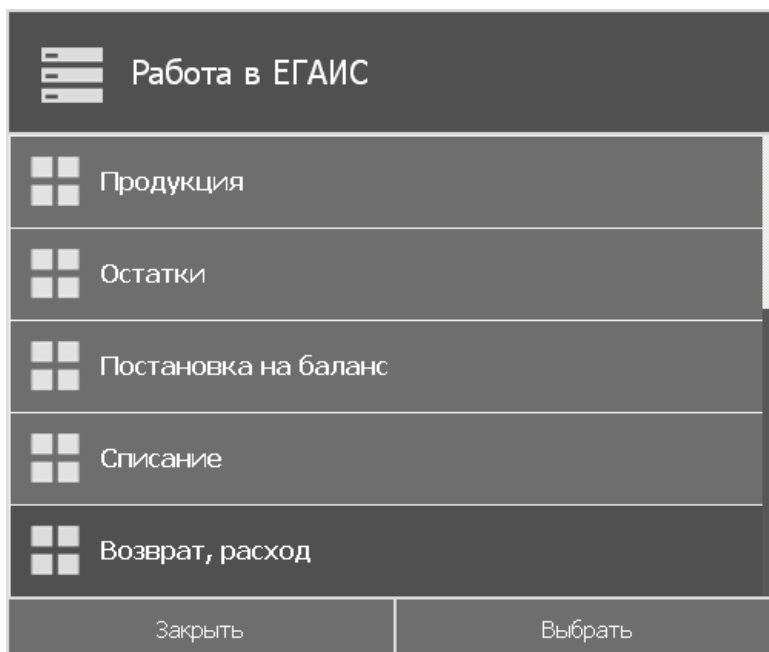 Работа в ЕГАИС
Продукция
Остатки
Постановка на баланс
Списание
Возврат, расход
Закрыть
Выбрать